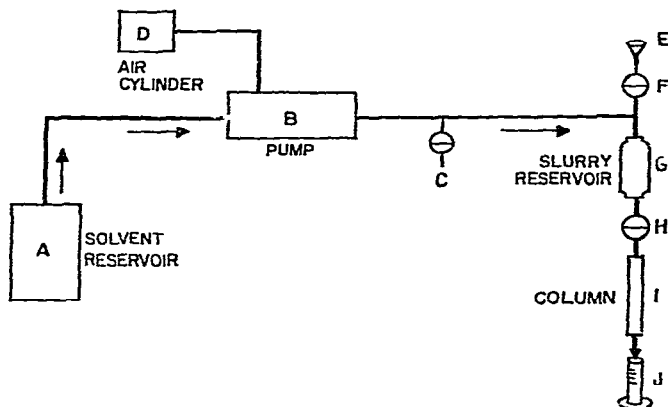 D
AIR
CYLINDER
B
PUMP
C
E
F
SLURRY
RESERVOIR
G
H
A
SOLVENT
RESERVOIR
COLUMN
I
J